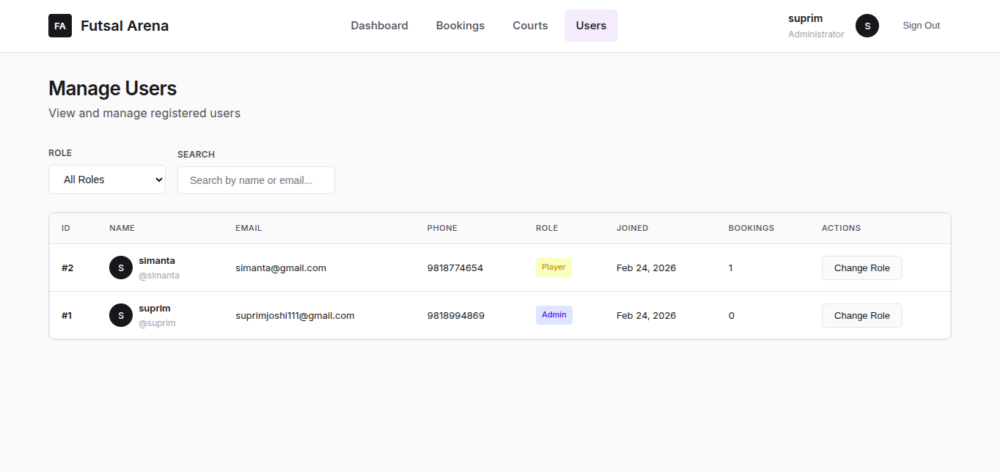 FA Futsal Arena Dashboard Bookings Courts Users suprim S Sign Out
Administrator
Manage Users
View and manage registered users
ROLE SEARCH
All Roles Search by name or email...
ID NAME EMAIL PHONE ROLE JOINED BOOKINGS ACTIONS
#2 S simanta simanta@gmail.com 9818774654 Player Feb 24, 2026 1 Change Role
@simanta
#1 S suprim suprimjoshi111@gmail.com 9818994869 Admin Feb 24, 2026 0 Change Role
@suprim